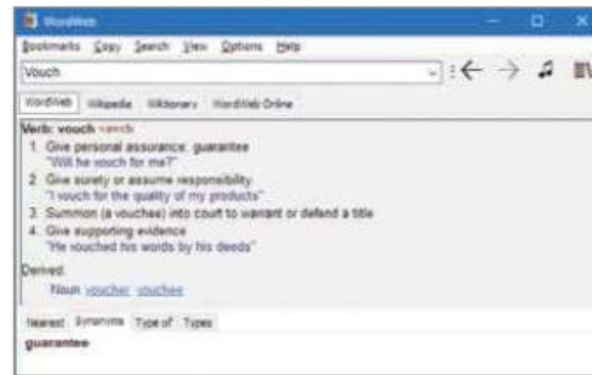 WordWeb
Bookmarks Copy Search View Options Help
Vouch
WordWeb Wikipedia Wiktionary WordWeb Online
Verb: vouch
1. Give personal assurance; guarantee
"Will he vouch for me?"
2. Give surety or assume responsibility
"I vouch for the quality of my products"
3. Summon (a vouchee) into court to warrant or defend a title
4. Give supporting evidence
"He vouched his words by his deeds"
Derived:
Noun voucher, vouchee
Nearest Synonyms Type of Types
guarantee